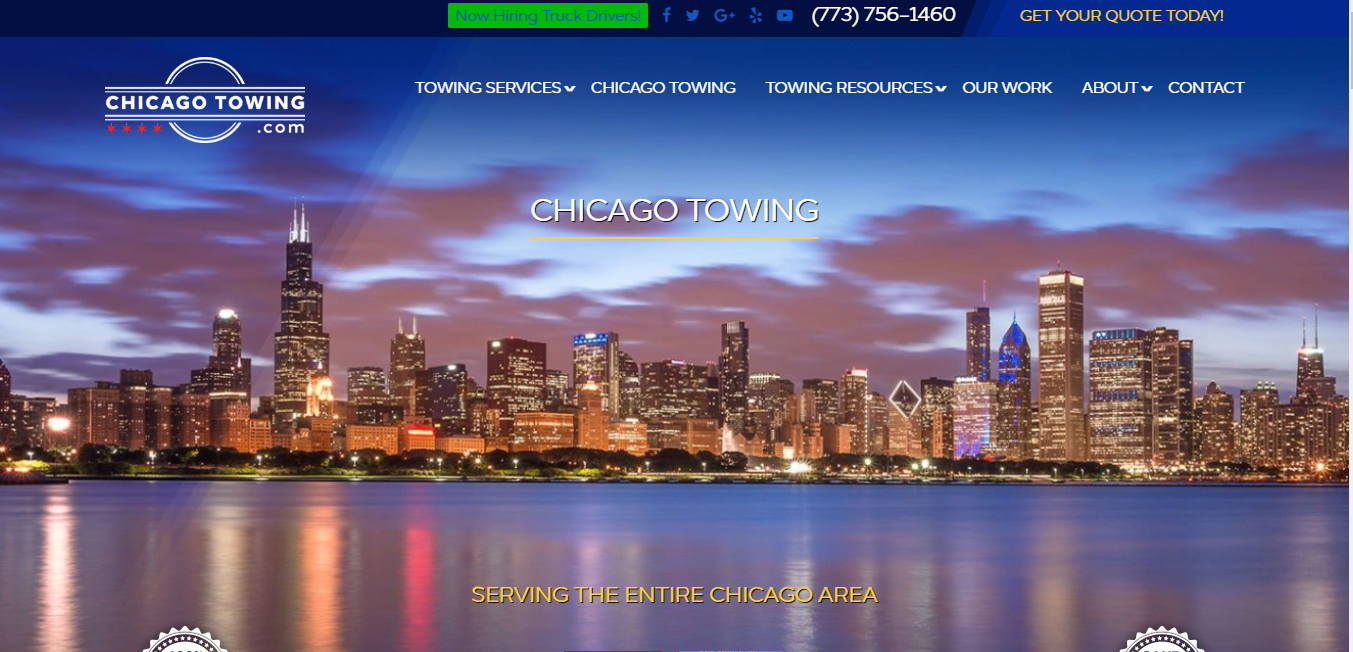 Now Hiring Truck Drivers!
(773) 756-1460
GET YOUR QUOTE TODAY!
CHICAGO TOWING
.com
TOWING SERVICES
CHICAGO TOWING
TOWING RESOURCES
OUR WORK
ABOUT
CONTACT
CHICAGO TOWING
SERVING THE ENTIRE CHICAGO AREA